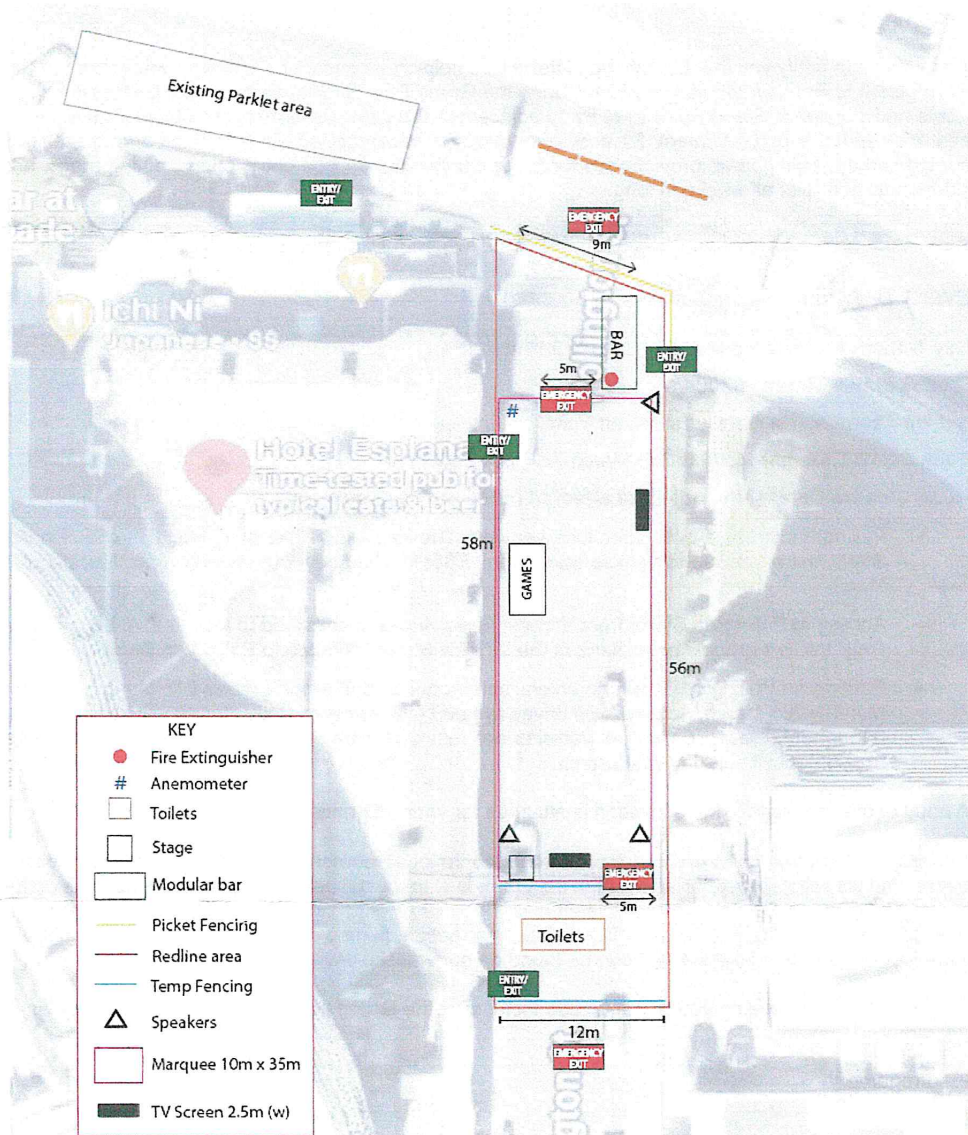 Existing Parklet area
ENTRY/
EXIT
EMERGENCY
EXIT
9m
Ichi Ni
Japanese • $$
BAR
ENTRY/
EXIT
5m
EMERGENCY
EXIT
#
ENTRY/
EXIT
Hotel Esplana
Time-tested pub for
typical eats & beer
58m
GAMES
56m
KEY
Fire Extinguisher
# Anemometer
Toilets
Stage
Modular bar
Picket Fencing
Redline area
Temp Fencing
Speakers
Marquee 10m x 35m
TV Screen 2.5m (w)
EMERGENCY
EXIT
5m
Toilets
ENTRY/
EXIT
12m
EMERGENCY
EXIT